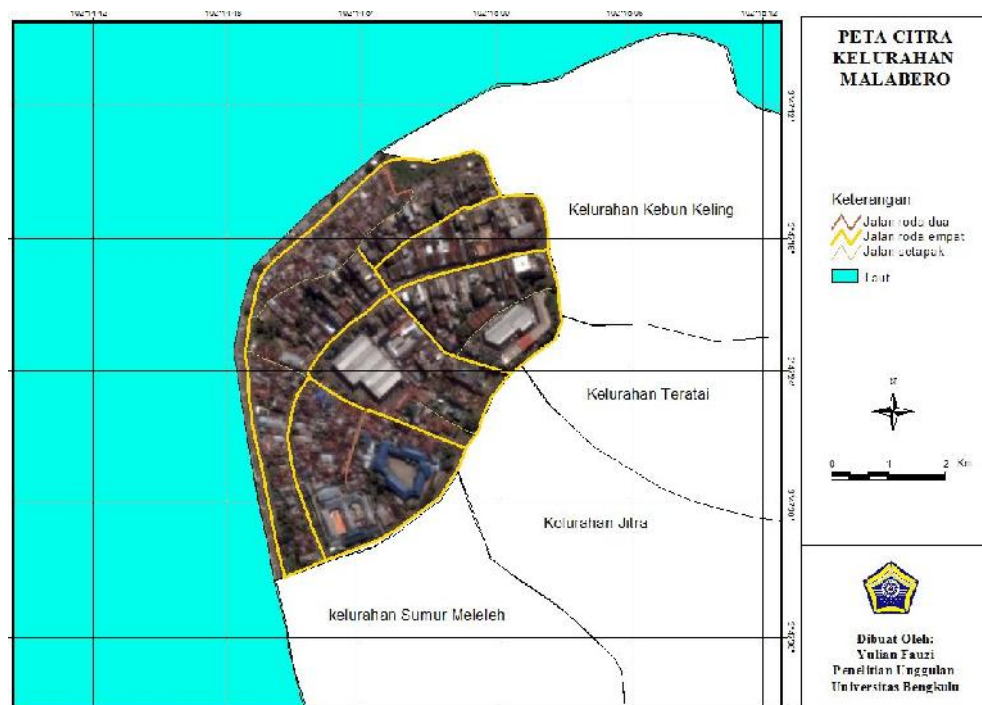 PETA CITRA
KELURAHAN
MALABERO
Keterangan
Jalan roda dua
Jalan roda empat
Jalan setapak
Laut
Kelurahan Kebun Keling
Kelurahan Teratai
Kelurahan Jitra
kelurahan Sumur Meleleh
0 1 2 Km
Dibuat Oleh:
Yulian Fauzi
Penelitian Unggulan
Universitas Bengkulu